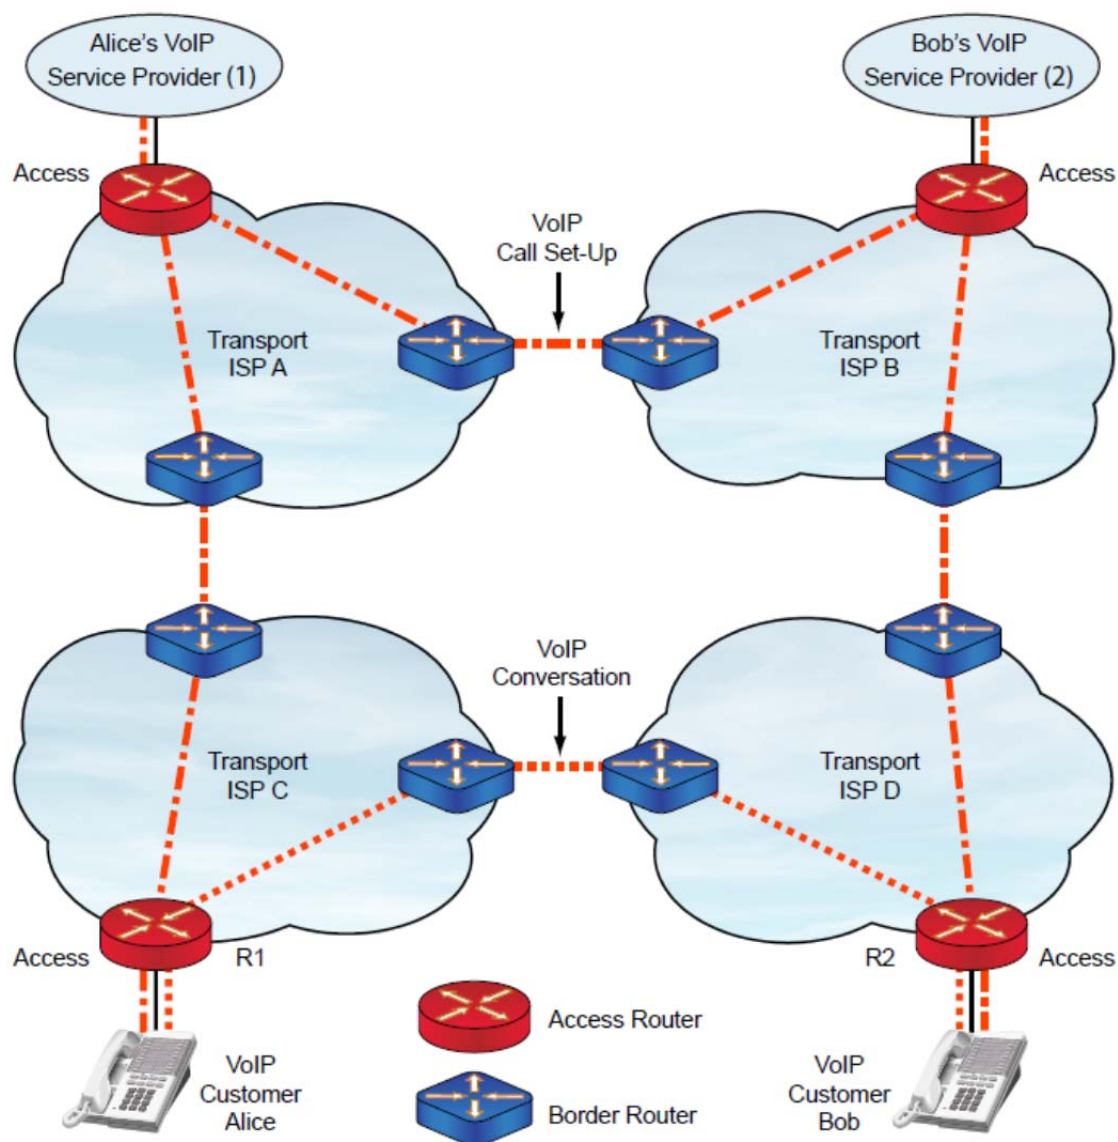 Alice's VoIP
Service Provider (1)
Bob's VoIP
Service Provider (2)
Access
Access
VoIP
Call Set-Up
Transport
ISP A
Transport
ISP B
VoIP
Conversation
Transport
ISP C
Transport
ISP D
Access
R1
R2
Access
Access Router
VoIP
Customer
Alice
VoIP
Customer
Bob
Border Router